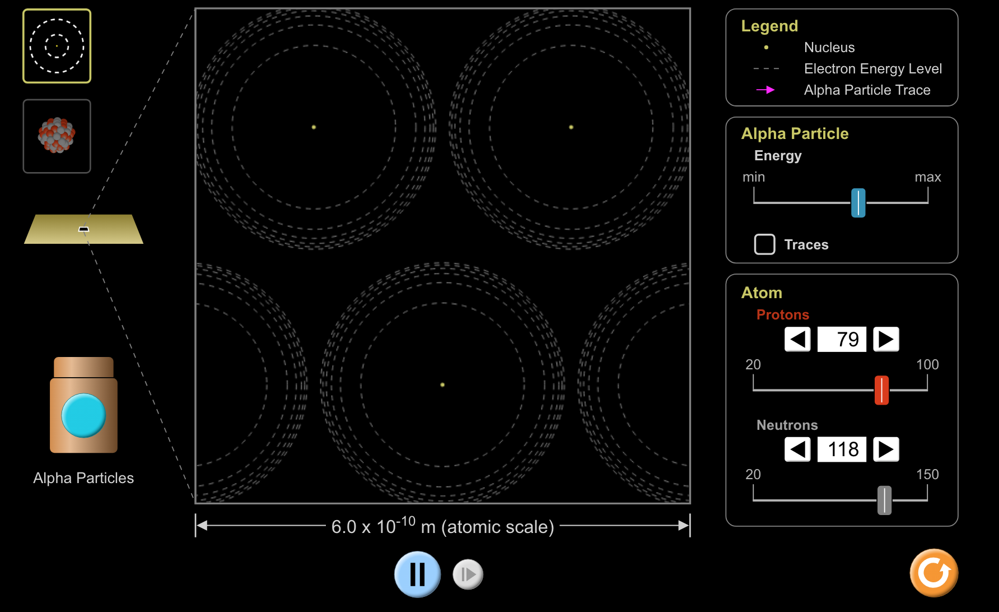 Legend
Nucleus
Electron Energy Level
Alpha Particle Trace
Alpha Particle
Energy
min max
Traces
Atom
Protons
79
20 100
Neutrons
118
20 150
Alpha Particles
6.0 x 10⁻¹⁰ m (atomic scale)